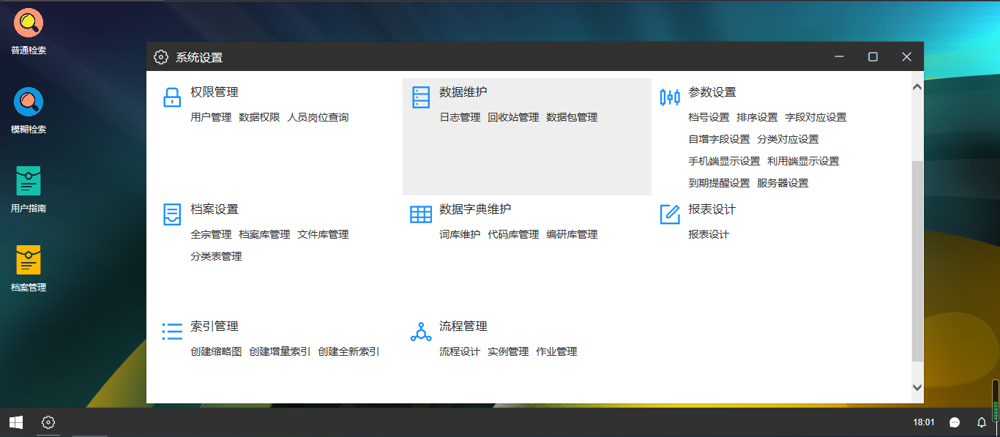 普通检索
模糊检索
用户指南
档案管理
系统设置
权限管理
用户管理 数据权限 人员岗位查询
数据维护
日志管理 回收站管理 数据包管理
参数设置
档号设置 排序设置 字段对应设置
自增字段设置 分类对应设置
手机端显示设置 利用端显示设置
到期提醒设置 服务器设置
档案设置
全宗管理 档案库管理 文件库管理
分类表管理
数据字典维护
词库维护 代码库管理 编研库管理
报表设计
报表设计
索引管理
创建缩略图 创建增量索引 创建全新索引
流程管理
流程设计 实例管理 作业管理
18:01